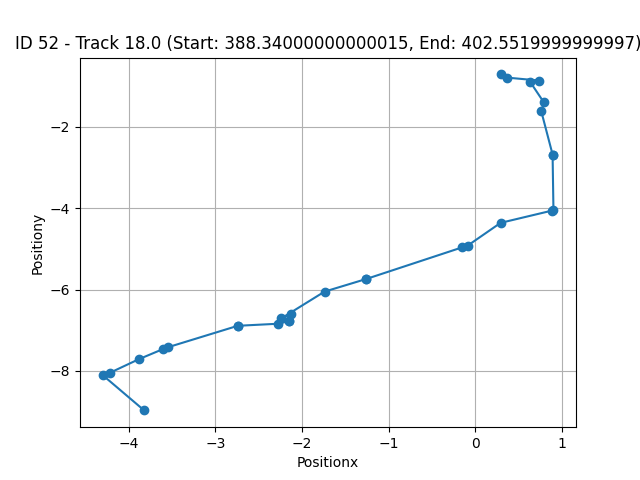 ID 52 - Track 18.0 (Start: 388.34000000000015, End: 402.5519999999997)
Positiony
−2
−4
−6
−8
−4 −3 −2 −1 0 1
Positionx